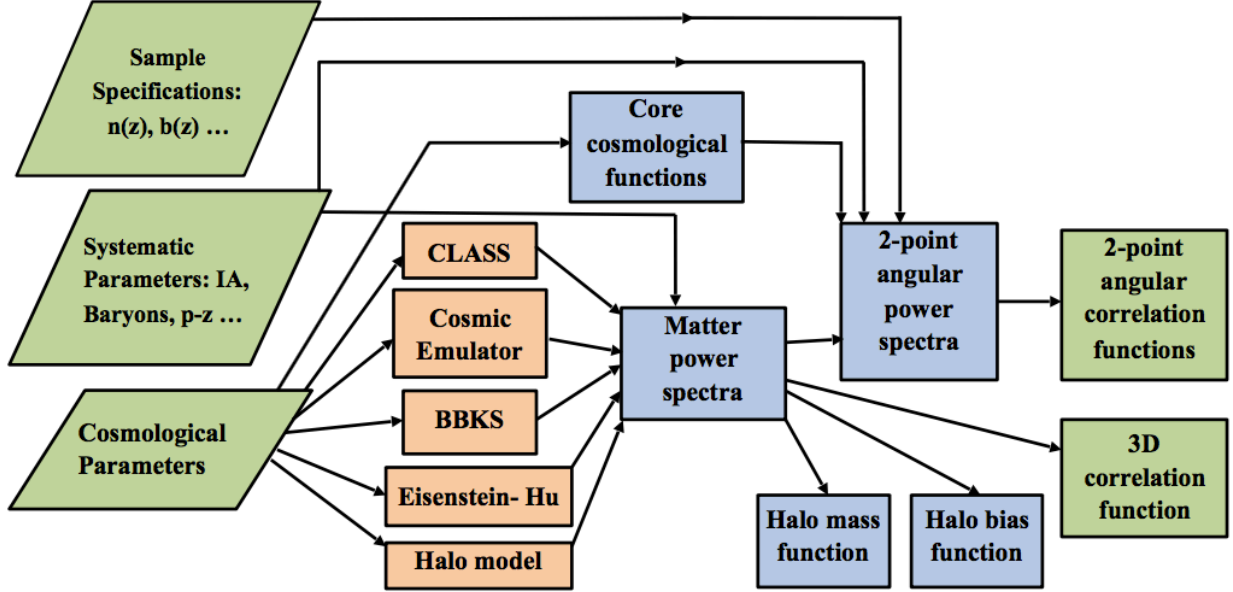 Sample
Specifications:
n(z), b(z) ...
Systematic
Parameters: IA,
Baryons, p-z ...
Cosmological
Parameters
Core
cosmological
functions
CLASS
Cosmic
Emulator
BBKS
Eisenstein- Hu
Halo model
Matter
power
spectra
2-point
angular
power
spectra
2-point
angular
correlation
functions
3D
correlation
function
Halo mass
function
Halo bias
function